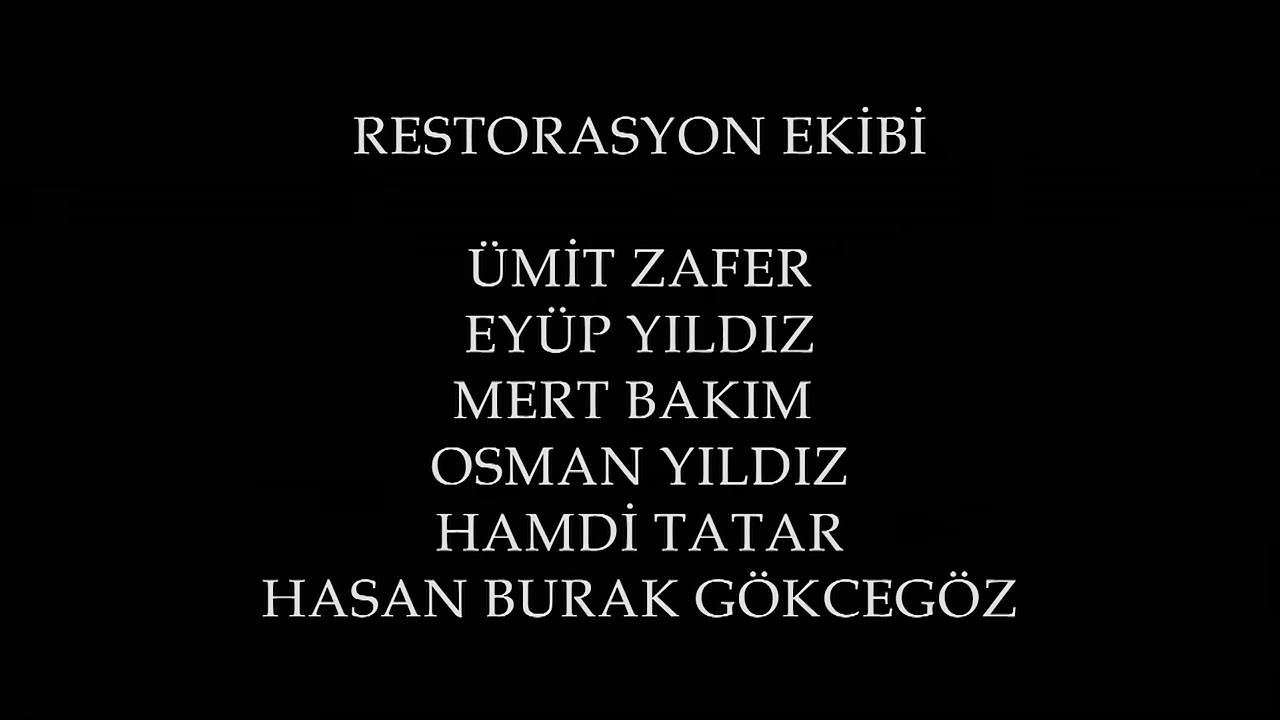 RESTORASYON EKİBİ
ÜMİT ZAFER
EYÜP YILDIZ
MERT BAKIM
OSMAN YILDIZ
HAMDİ TATAR
HASAN BURAK GÖKCEGÖZ